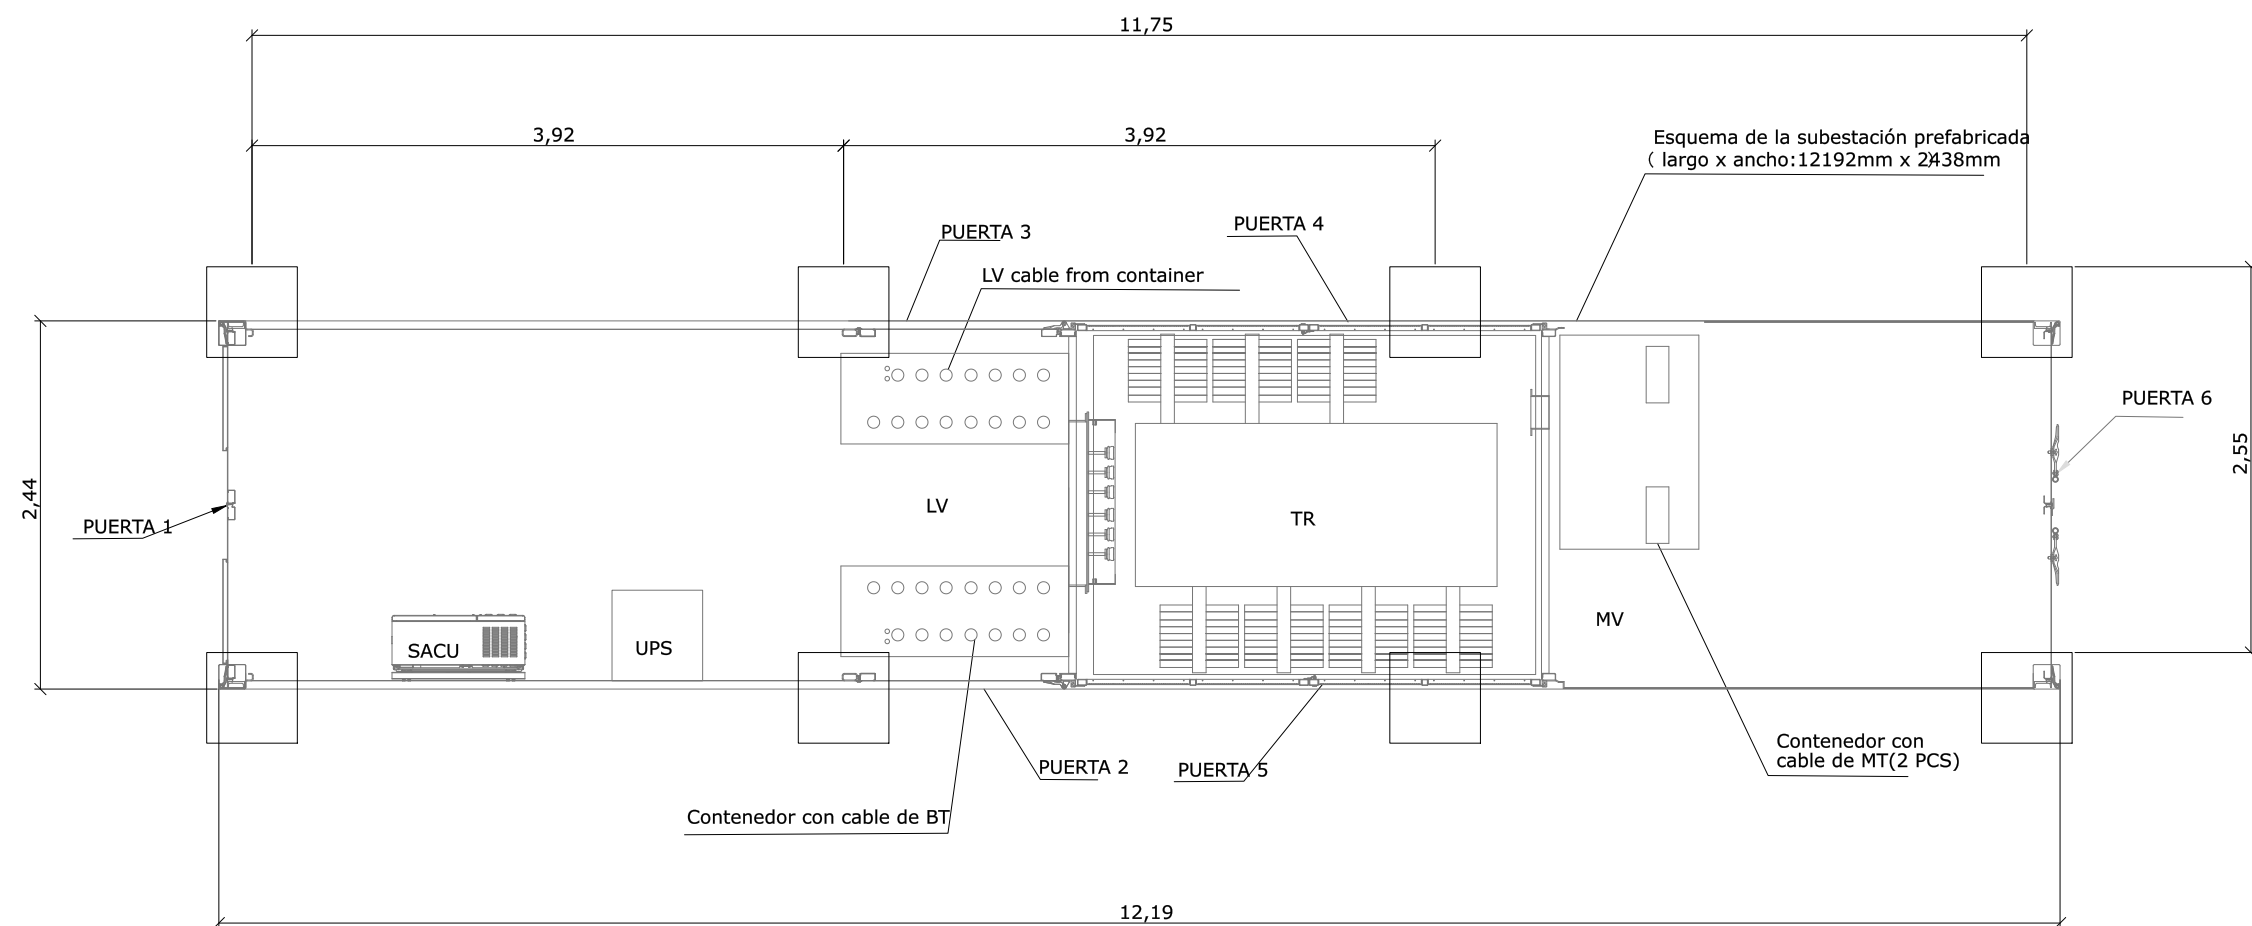 11,75
3,92
3,92
Esquema de la subestación prefabricada
( largo x ancho:12192mm x 2438mm)
PUERTA 3
PUERTA 4
LV cable from container
PUERTA 6
2,44
2,55
LV
TR
PUERTA 1
MV
SACU
UPS
Contenedor con
cable de MT(2 PCS)
PUERTA 2
PUERTA 5
Contenedor con cable de BT
12,19